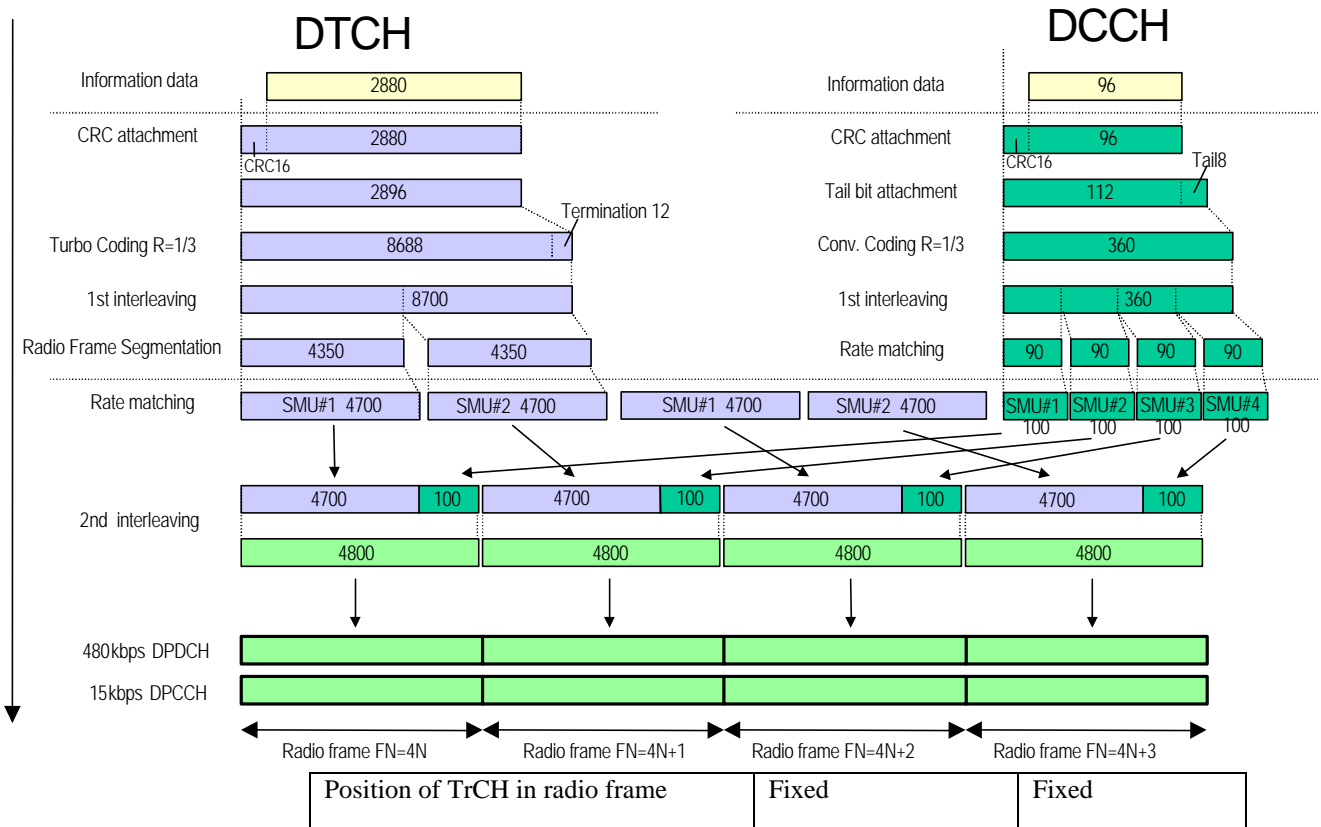 DTCH DCCH
Information data 2880 Information data 96
CRC attachment 2880 CRC attachment 96
CRC16 CRC16 Tail8
2896 Tail bit attachment 112
Termination 12
Turbo Coding R=1/3 8688 Conv. Coding R=1/3 360
1st interleaving 8700 1st interleaving 360
Radio Frame Segmentation 4350 4350 Rate matching 90 90 90 90
Rate matching SMU#1 4700 SMU#2 4700 SMU#1 4700 SMU#2 4700 SMU#1 SMU#2 SMU#3 SMU#4
100 100 100 100
4700 100 4700 100 4700 100 4700 100
2nd interleaving
4800 4800 4800 4800
480kbps DPDCH
15kbps DPCCH
Radio frame FN=4N Radio frame FN=4N+1 Radio frame FN=4N+2 Radio frame FN=4N+3
Position of TrCH in radio frame Fixed Fixed